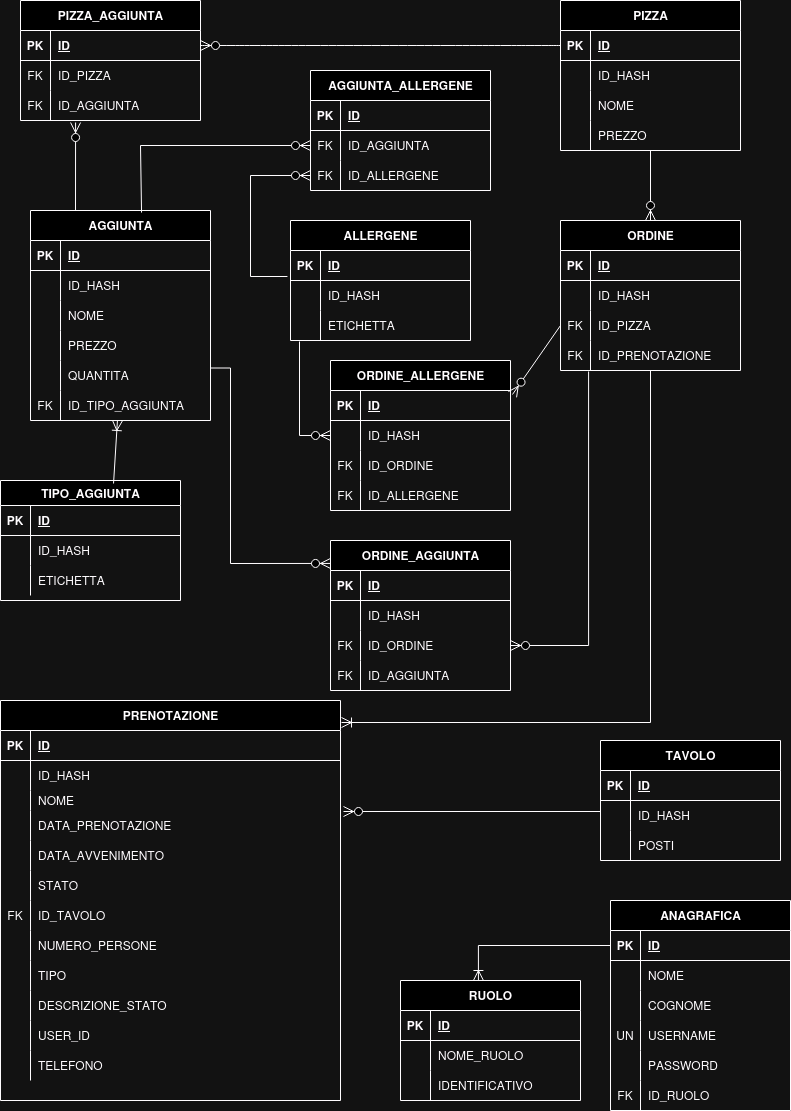 PIZZA_AGGIUNTA
PK ID
FK ID_PIZZA
FK ID_AGGIUNTA
PIZZA
PK ID
ID_HASH
NOME
PREZZO
AGGIUNTA_ALLERGENE
PK ID
FK ID_AGGIUNTA
FK ID_ALLERGENE
AGGIUNTA
PK ID
ID_HASH
NOME
PREZZO
QUANTITA
FK ID_TIPO_AGGIUNTA
ALLERGENE
PK ID
ID_HASH
ETICHETTA
ORDINE
PK ID
ID_HASH
FK ID_PIZZA
FK ID_PRENOTAZIONE
ORDINE_ALLERGENE
PK ID
ID_HASH
FK ID_ORDINE
FK ID_ALLERGENE
TIPO_AGGIUNTA
PK ID
ID_HASH
ETICHETTA
ORDINE_AGGIUNTA
PK ID
ID_HASH
FK ID_ORDINE
FK ID_AGGIUNTA
PRENOTAZIONE
PK ID
ID_HASH
NOME
DATA_PRENOTAZIONE
DATA_AVVENIMENTO
STATO
FK ID_TAVOLO
NUMERO_PERSONE
TIPO
DESCRIZIONE_STATO
USER_ID
TELEFONO
TAVOLO
PK ID
ID_HASH
POSTI
RUOLO
PK ID
NOME_RUOLO
IDENTIFICATIVO
ANAGRAFICA
PK ID
NOME
COGNOME
UN USERNAME
PASSWORD
FK ID_RUOLO